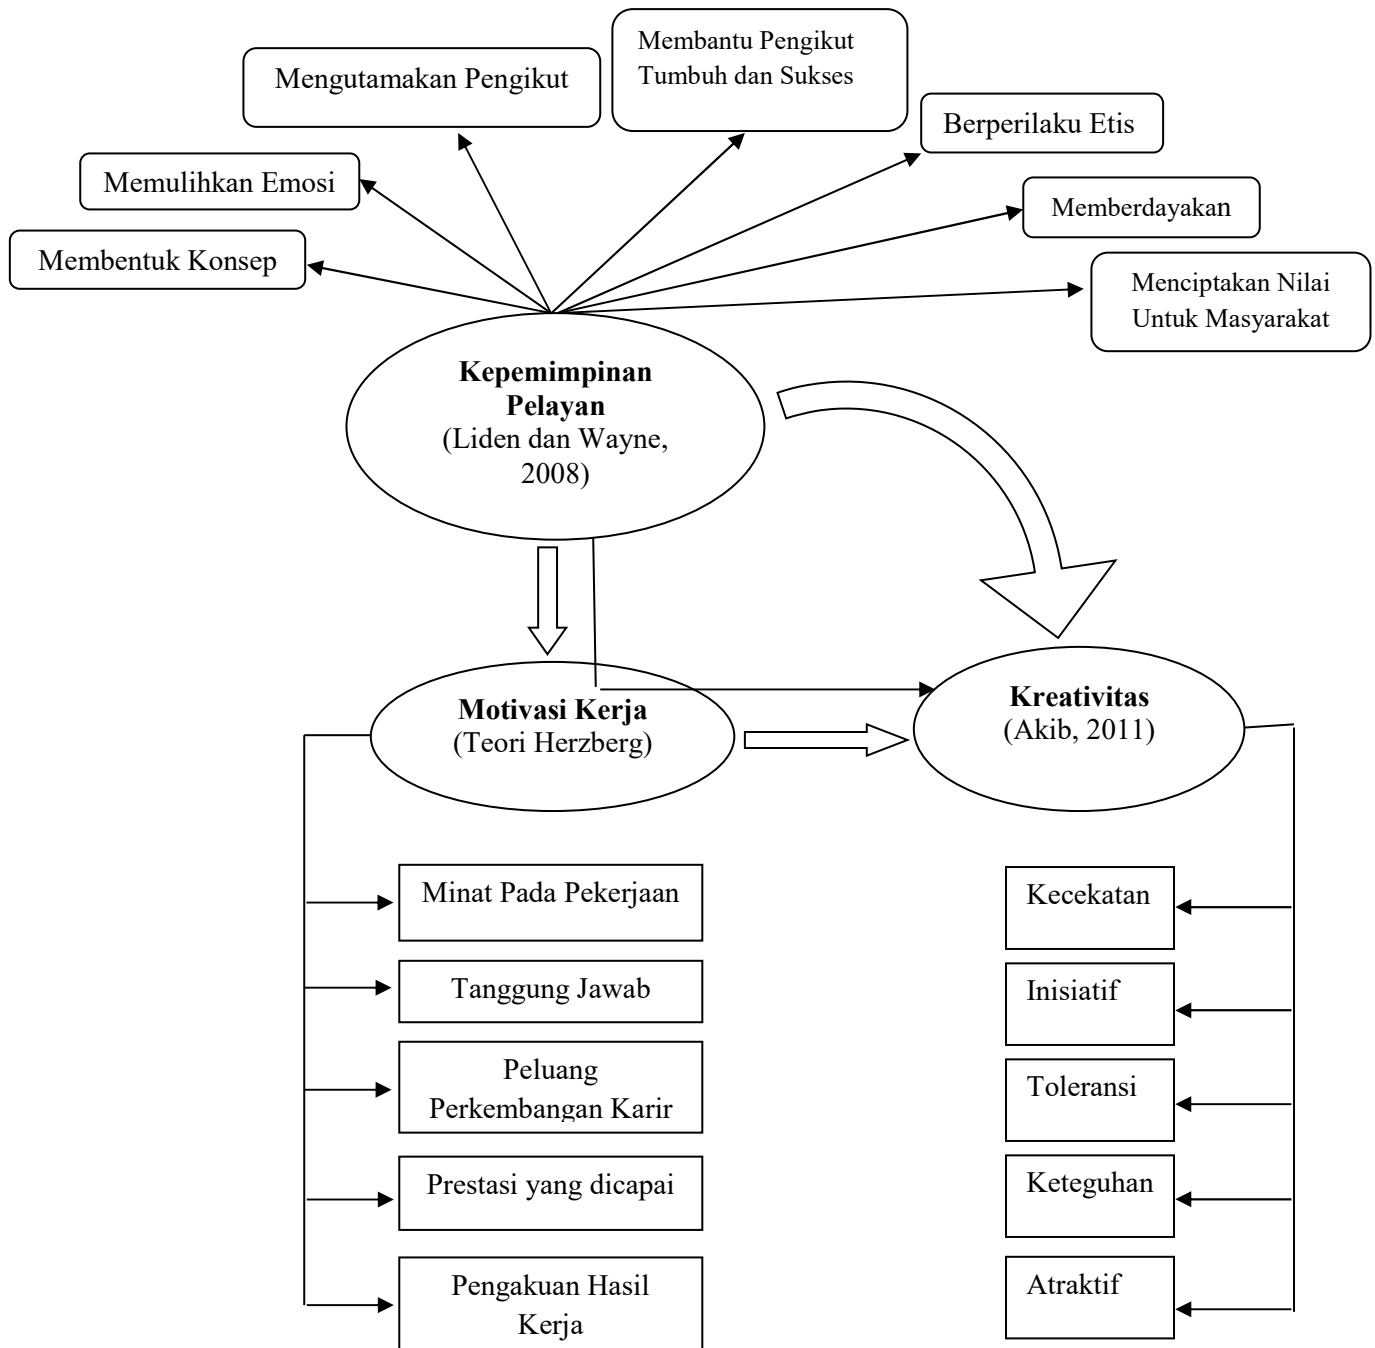 Membantu Pengikut
Tumbuh dan Sukses
Mengutamakan Pengikut
Berperilaku Etis
Memulihkan Emosi
Memberdayakan
Membentuk Konsep
Menciptakan Nilai
Untuk Masyarakat
Kepemimpinan
Pelayan
(Liden dan Wayne,
2008)
Motivasi Kerja
(Teori Herzberg)
Kreativitas
(Akib, 2011)
Minat Pada Pekerjaan
Tanggung Jawab
Peluang
Perkembangan Karir
Prestasi yang dicapai
Pengakuan Hasil
Kerja
Kecekatan
Inisiatif
Toleransi
Keteguhan
Atraktif